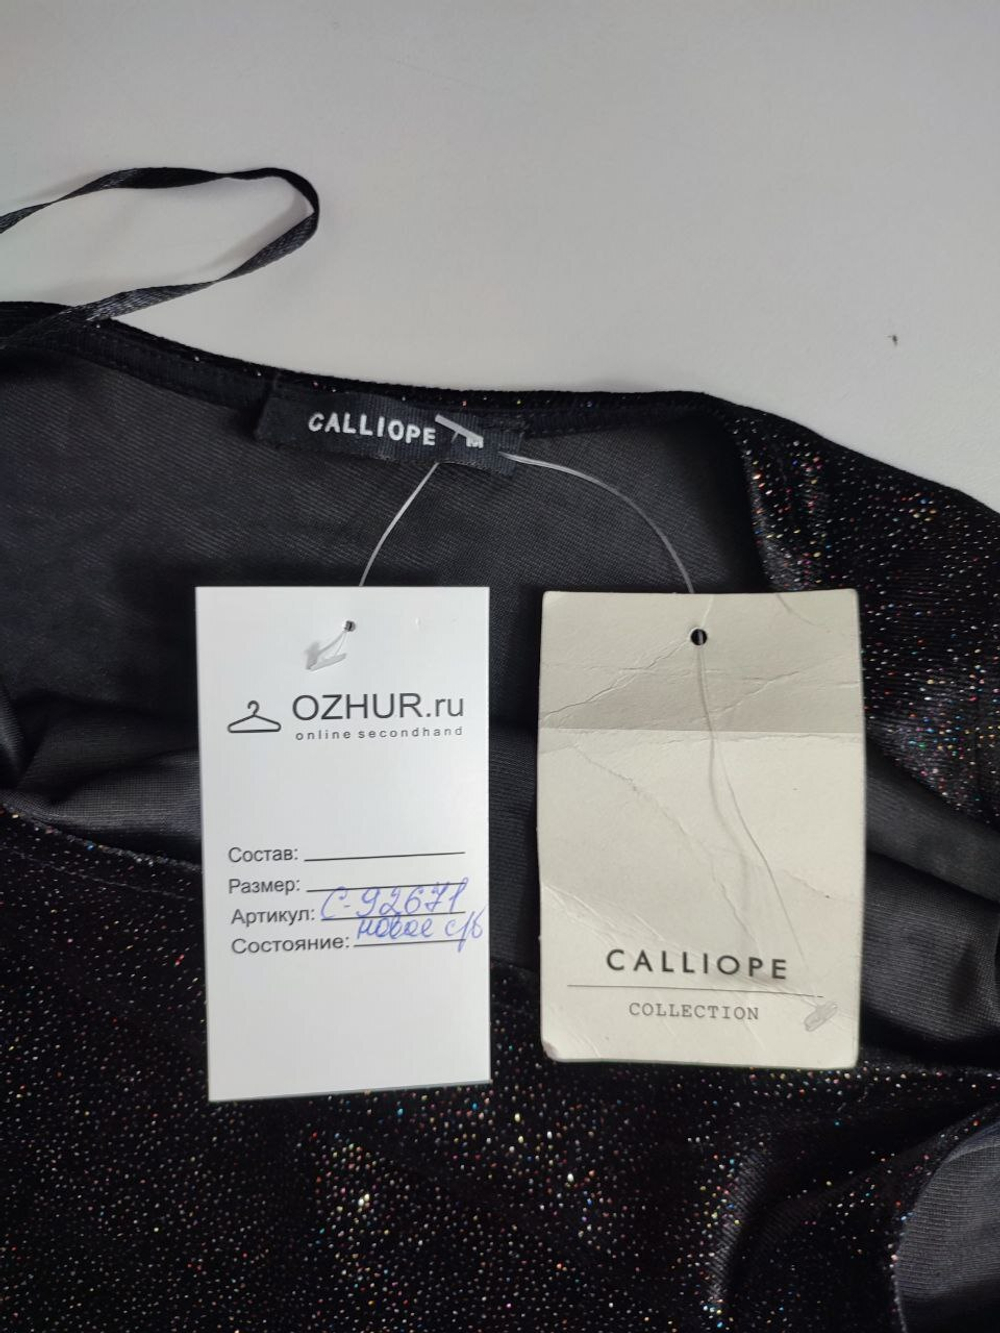 CALLIOPE M
OZHUR.ru
online secondhand
Состав:
Размер:
Артикул: С-92671
Состояние: новое с/б
CALLIOPE
COLLECTION